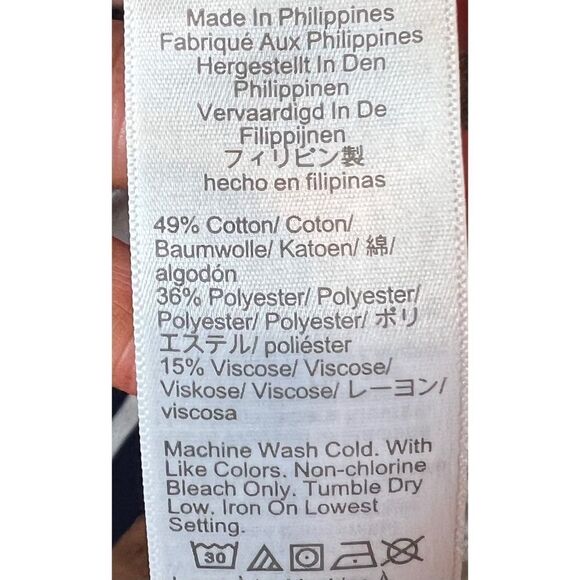 Made In Philippines
Fabriqué Aux Philippines
Hergestellt In Den
Philippinen
Vervaardigd In De
Filippijnen
フィリピン製
hecho en filipinas
49% Cotton/ Coton/
Baumwolle/ Katoen/ 綿/
algodón
36% Polyester/ Polyester/
Polyester/ Polyester/ ポリ
エステル/ poliéster
15% Viscose/ Viscose/
Viskose/ Viscose/ レーヨン/
viscosa
Machine Wash Cold. With
Like Colors. Non-chlorine
Bleach Only. Tumble Dry
Low. Iron On Lowest
Setting.
30